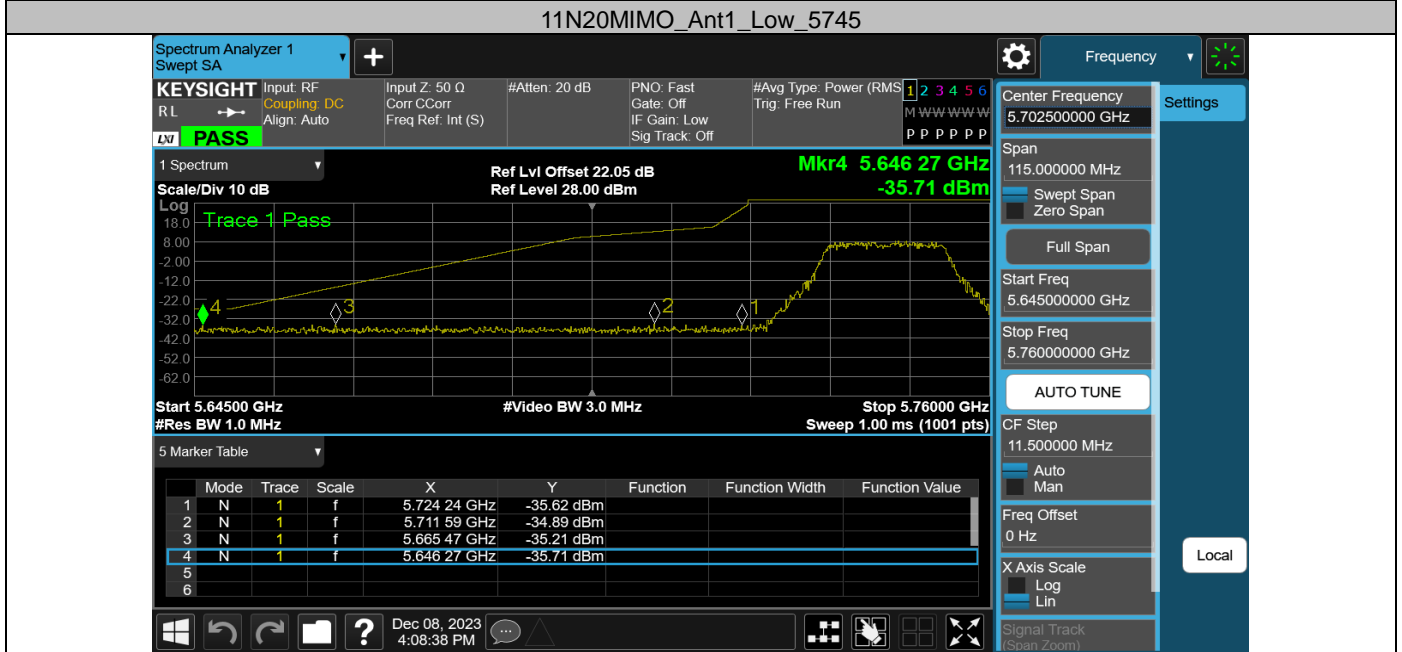 11N20MIMO_Ant1_Low_5745
Spectrum Analyzer 1
Swept SA
+
Frequency
KEYSIGHT
R L
LXI
PASS
Input: RF
Coupling: DC
Align: Auto
Input Z: 50 Ω
Corr CCorr
Freq Ref: Int (S)
#Atten: 20 dB
PNO: Fast
Gate: Off
IF Gain: Low
Sig Track: Off
#Avg Type: Power (RMS
Trig: Free Run
1 2 3 4 5 6
M W W W W W
P P P P P P
1 Spectrum
Scale/Div 10 dB
Ref Lvl Offset 22.05 dB
Ref Level 28.00 dBm
Mkr4 5.646 27 GHz
-35.71 dBm
Log
Trace 1 Pass
18.0
8.00
-2.00
-12.0
-22.0
-32.0
-42.0
-52.0
-62.0
4
3
2
1
Start 5.64500 GHz
#Video BW 3.0 MHz
Stop 5.76000 GHz
#Res BW 1.0 MHz
Sweep 1.00 ms (1001 pts)
5 Marker Table
Mode Trace Scale X Y Function Function Width Function Value
1 N 1 f 5.724 24 GHz -35.62 dBm
2 N 1 f 5.711 59 GHz -34.89 dBm
3 N 1 f 5.665 47 GHz -35.21 dBm
4 N 1 f 5.646 27 GHz -35.71 dBm
5
6
Dec 08, 2023
4:08:38 PM
?
Center Frequency
5.702500000 GHz
Settings
Span
115.000000 MHz
Swept Span
Zero Span
Full Span
Start Freq
5.645000000 GHz
Stop Freq
5.760000000 GHz
AUTO TUNE
CF Step
11.500000 MHz
Auto
Man
Freq Offset
0 Hz
Local
X Axis Scale
Log
Lin
Signal Track
(Span Zoom)